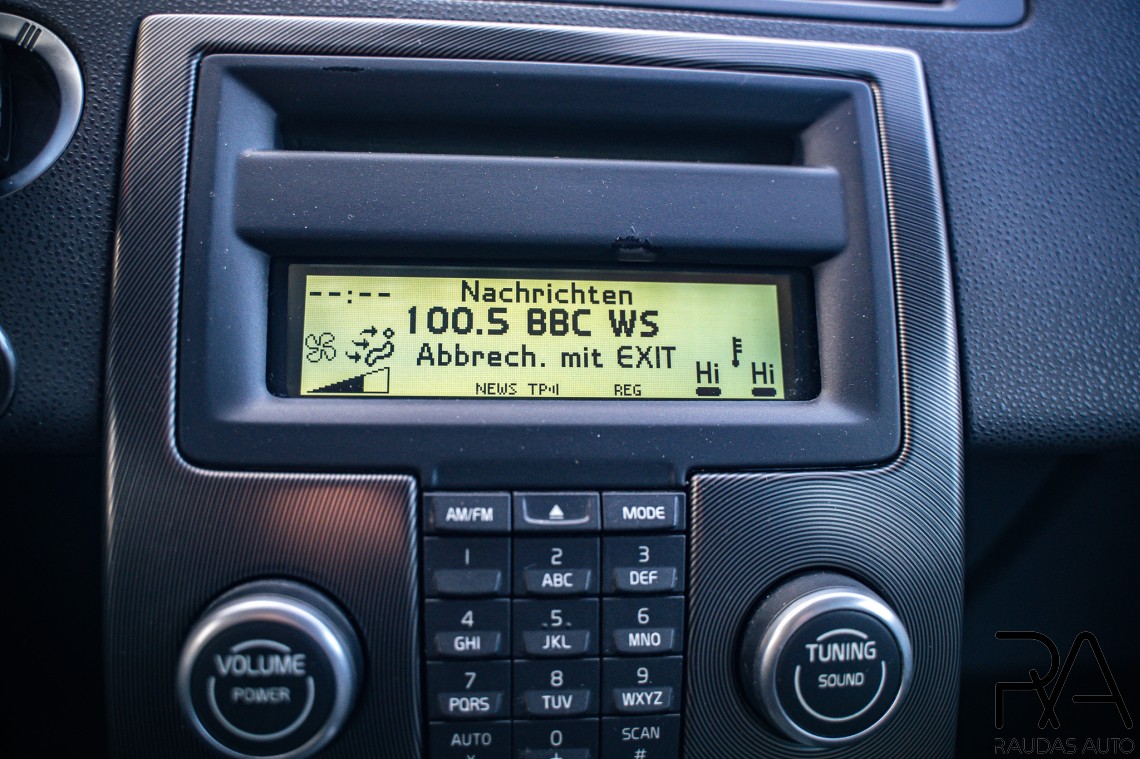 --:--
Nachrichten
100.5 BBC WS
Abbrech. mit EXIT
Hi Hi
NEWS TP REG
AM/FM MODE
1 2 3
ABC DEF
4 5 6
GHI JKL MNO
7 8 9
PQRS TUV WXYZ
AUTO 0 SCAN
* + #
VOLUME
POWER
TUNING
SOUND
RA
RAUDAS AUTO